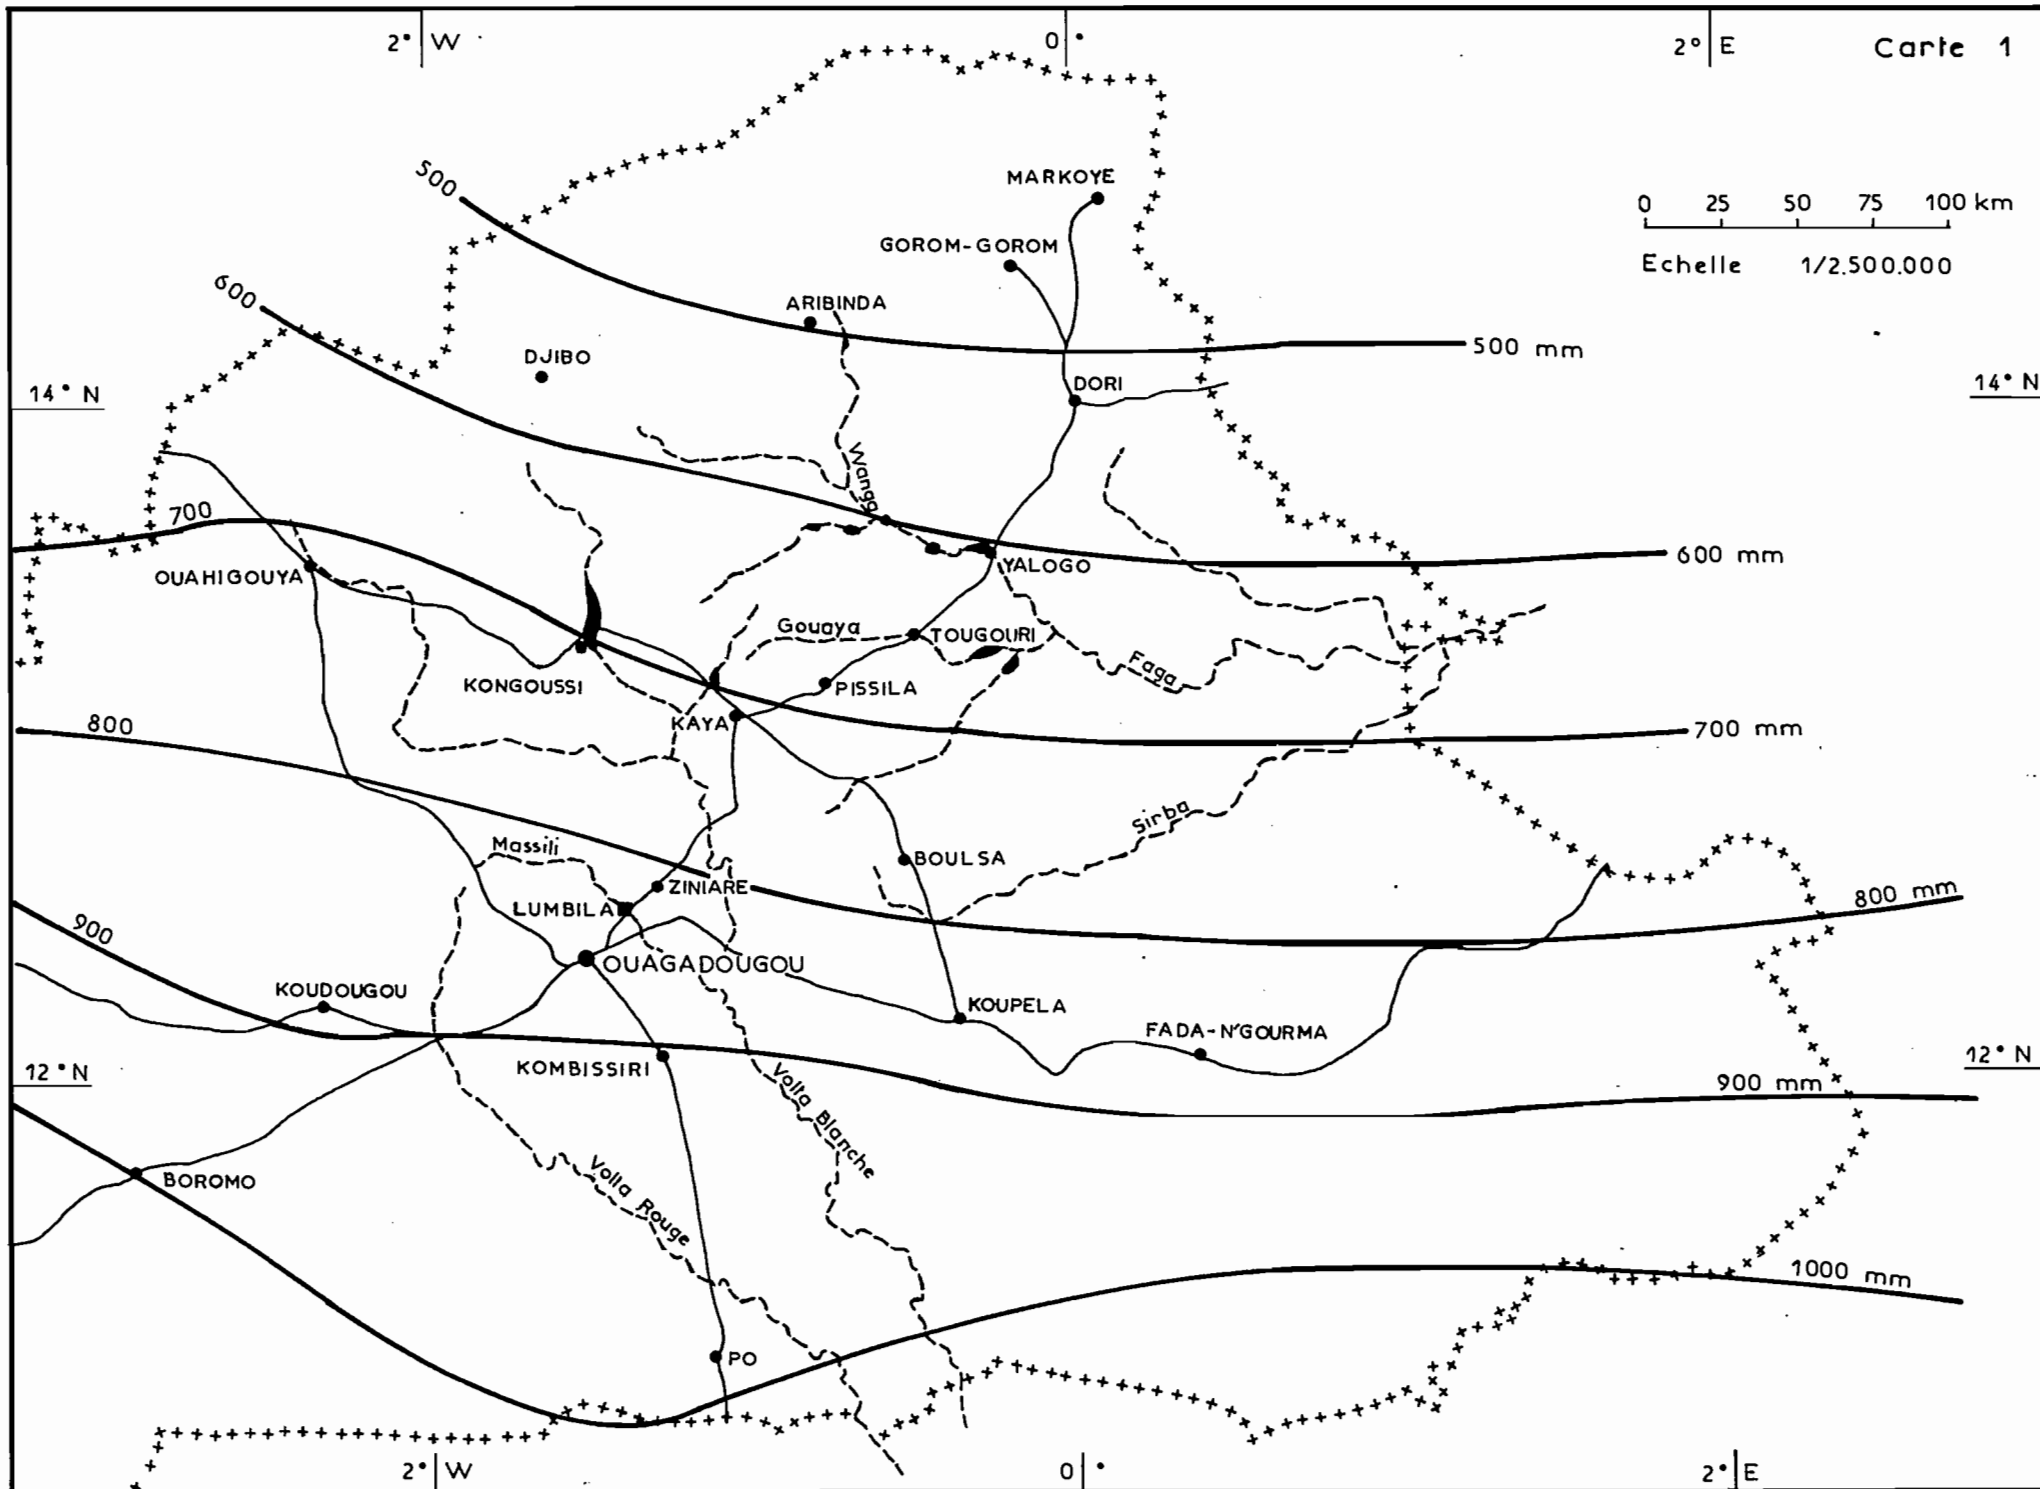 2° W
0°
2° E
Carte 1
500
MARKOYE
0 25 50 75 100 km
GOROM-GOROM
Echelle 1/2.500.000
600
ARIBINDA
500 mm
DJIBO
DORI
14° N
14° N
Wangg
700
600 mm
YALOGO
OUAHIGOUYA
Gouaya
TOUGOURI
Faga
KONGOUSSI
PISSILA
KAYA
800
700 mm
Sirba
Massili
BOULSA
ZINIARE
800 mm
LUMBILA
900
OUAGADOUGOU
KOUDOUGOU
KOUPELA
FADA-N'GOURMA
KOMBISSIRI
12° N
12° N
900 mm
Volta Blanche
BOROMO
Volta Rouge
1000 mm
PO
2° W
0°
2° E